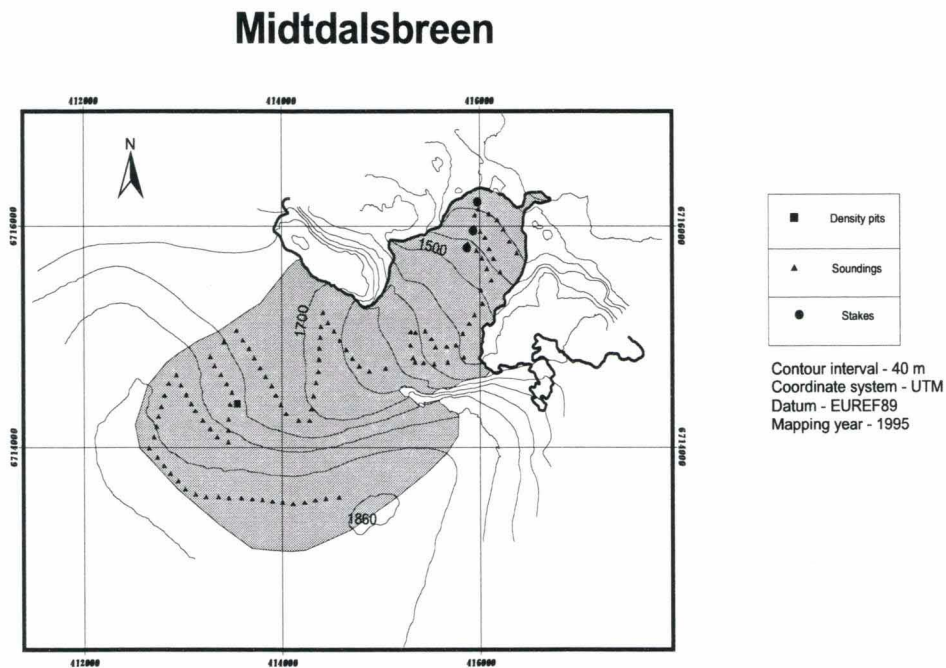 Midtdalsbreen
412000
414000
416000
N
6716000
6716000
1500
1700
1860
6714000
6714000
412000
414000
416000
Density pits
Soundings
Stakes
Contour interval - 40 m
Coordinate system - UTM
Datum - EUREF89
Mapping year - 1995